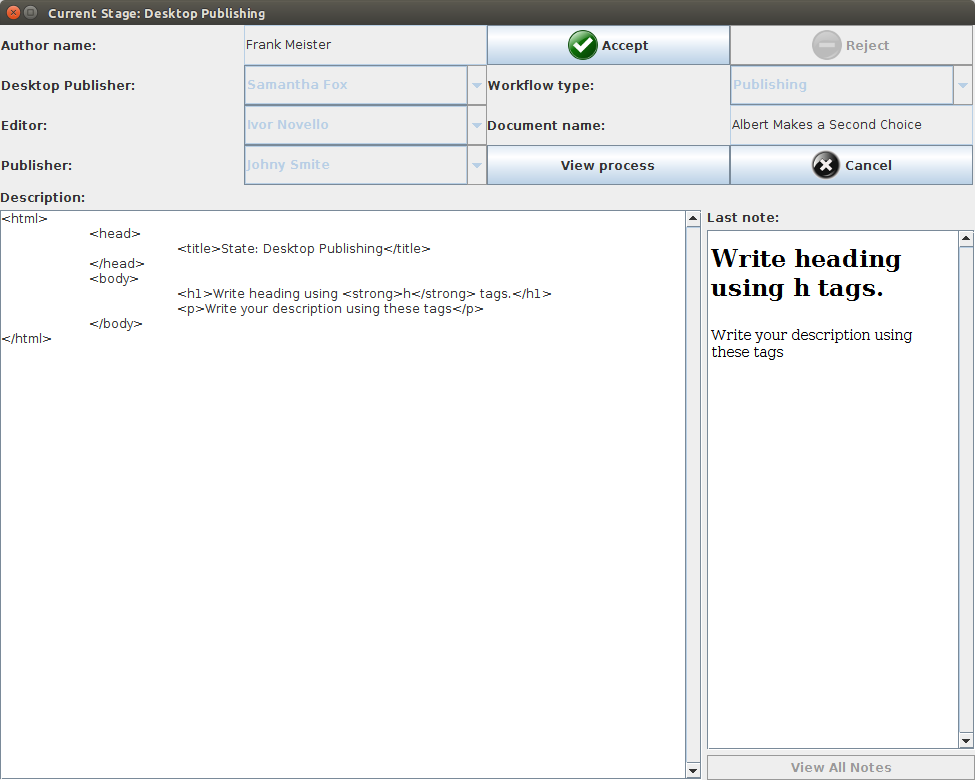 Current Stage: Desktop Publishing
Author name: Frank Meister Accept Reject
Desktop Publisher: Samantha Fox Workflow type: Publishing
Editor: Ivor Novello Document name: Albert Makes a Second Choice
Publisher: Johny Smite View process Cancel
Description:
<html>
<head>
<title>State: Desktop Publishing</title>
</head>
<body>
<h1>Write heading using <strong>h</strong> tags.</h1>
<p>Write your description using these tags</p>
</body>
</html>
Last note:
Write heading
using h tags.
Write your description using
these tags
View All Notes